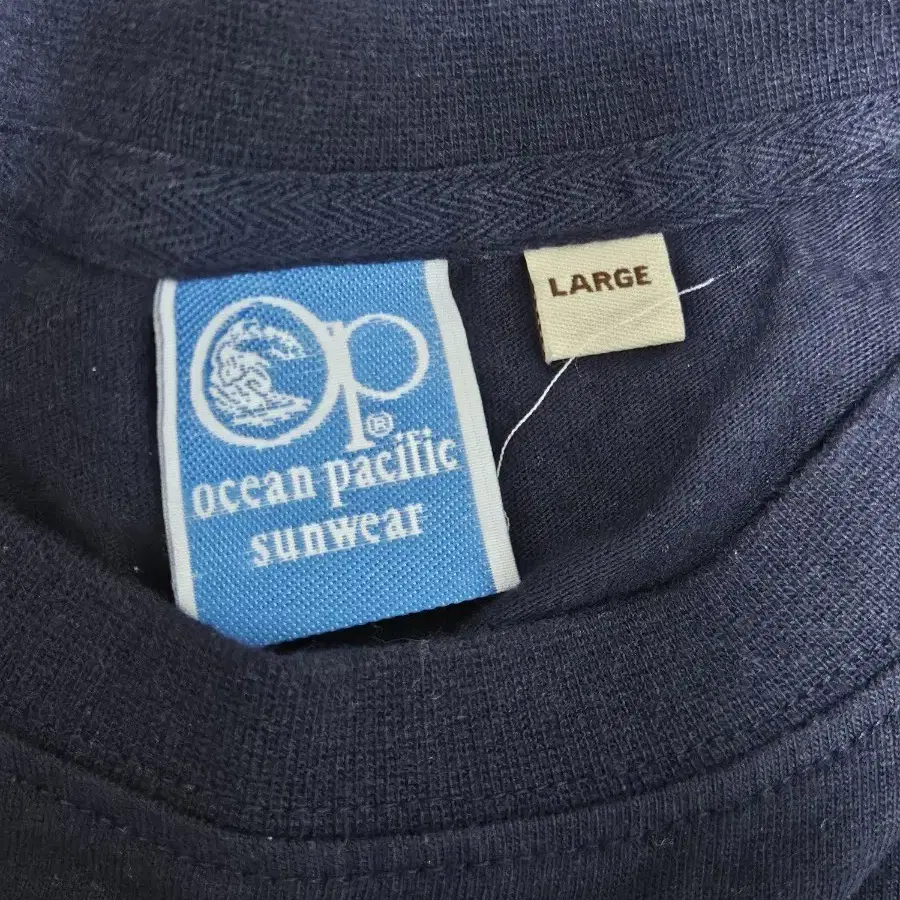 op®
ocean pacific
sunwear
LARGE